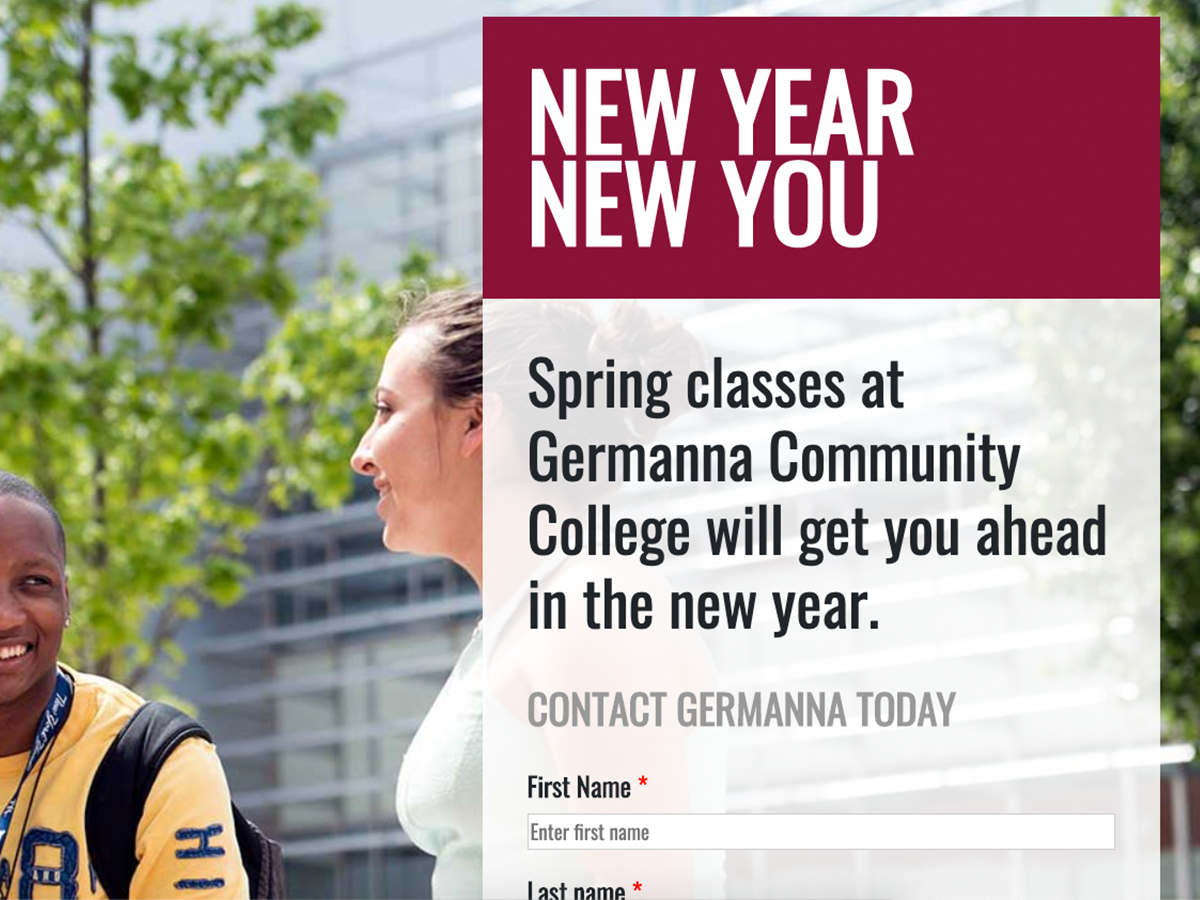 NEW YEAR
NEW YOU
Spring classes at
Germanna Community
College will get you ahead
in the new year.
CONTACT GERMANNA TODAY
First Name *
Enter first name
Last name *